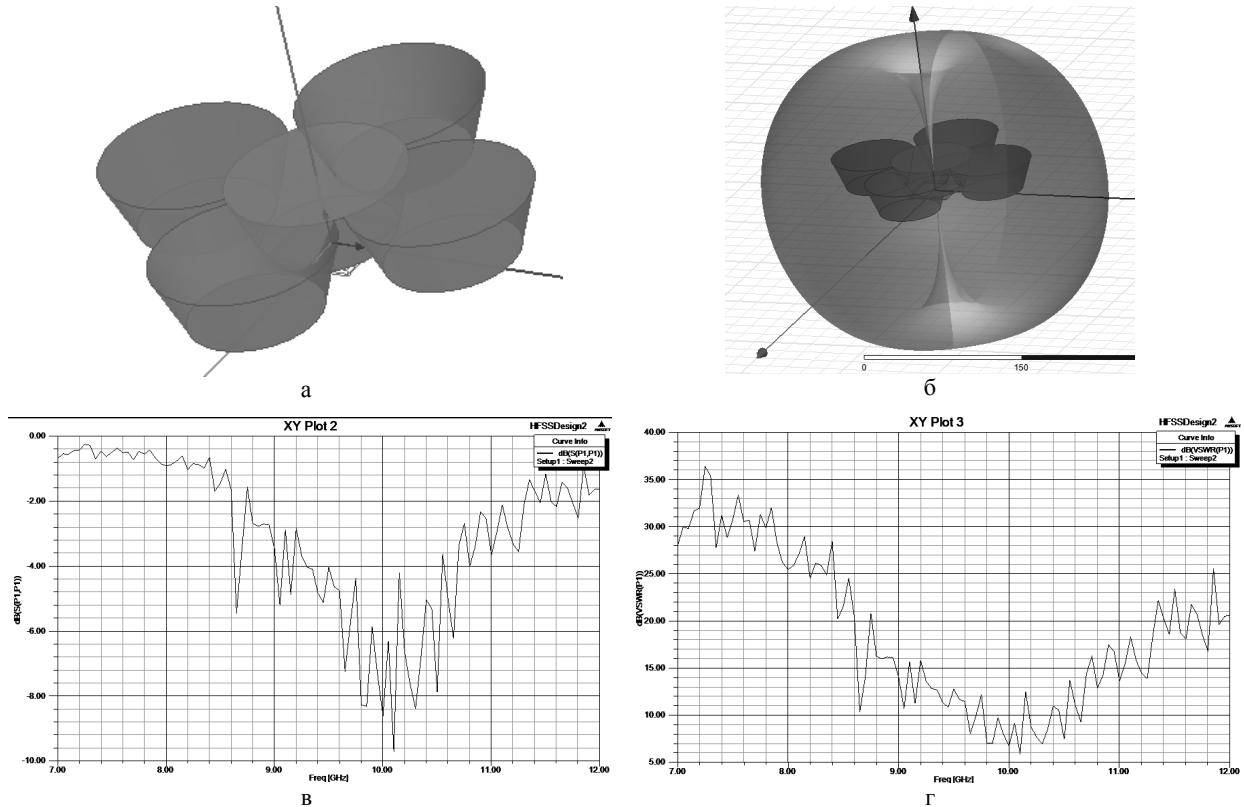 0
150
а
б
XY Plot 2
HFSSDesign2
ANSOFT
Curve Info
dB(S(P1,P1))
Setup1 : Sweep2
0.00
-2.00
-4.00
-6.00
-8.00
-10.00
dB(S(P1,P1))
7.00
8.00
9.00
10.00
11.00
12.00
Freq [GHz]
в
XY Plot 3
HFSSDesign2
ANSOFT
Curve Info
dB(VSWR(P1))
Setup1 : Sweep2
40.00
35.00
30.00
25.00
20.00
15.00
10.00
5.00
dB(VSWR(P1))
7.00
8.00
9.00
10.00
11.00
12.00
Freq [GHz]
г